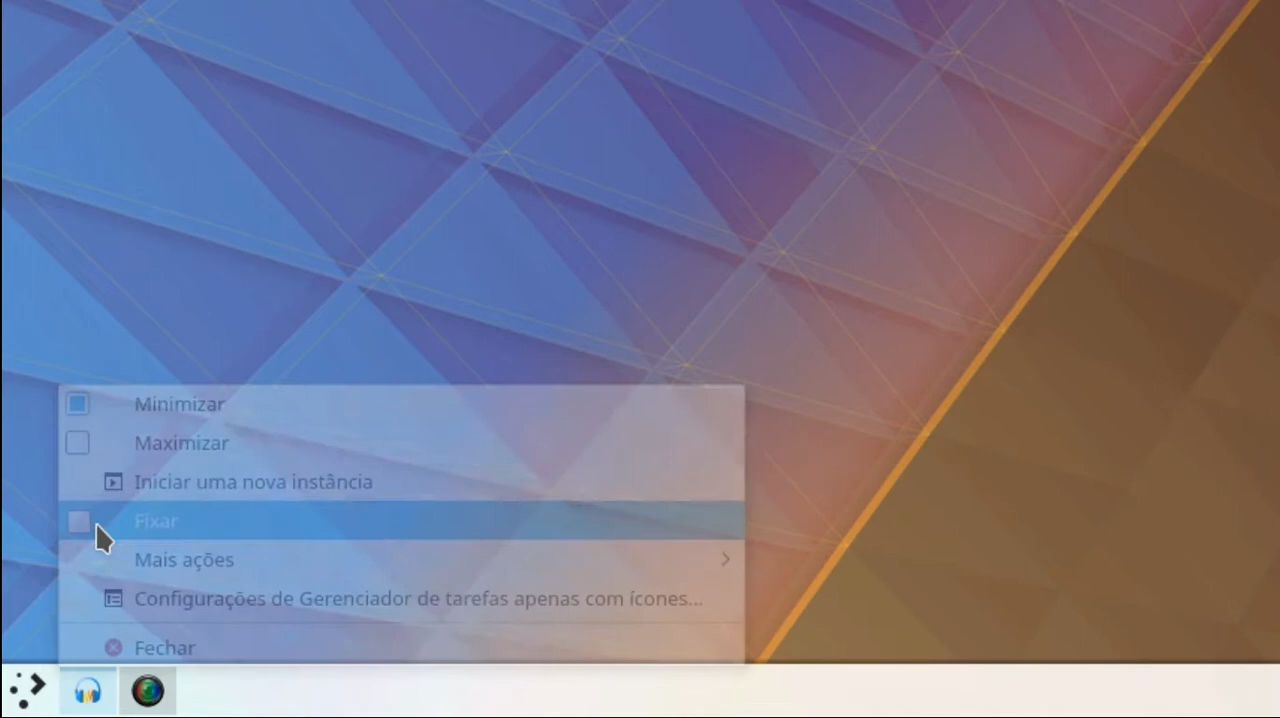 Minimizar
Maximizar
Iniciar uma nova instância
Fixar
Mais ações
Configurações de Gerenciador de tarefas apenas com ícones...
Fechar